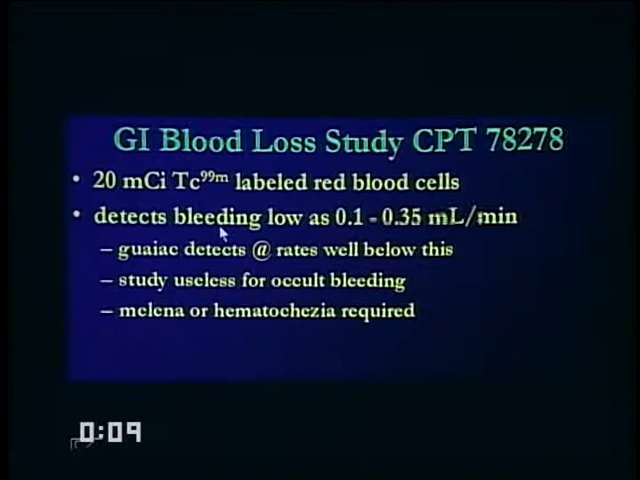 GI Blood Loss Study CPT 78278
• 20 mCi Tc99m labeled red blood cells
• detects bleeding low as 0.1 - 0.35 mL/min
– guaiac detects @ rates well below this
– study useless for occult bleeding
– melena or hematochezia required
0:09